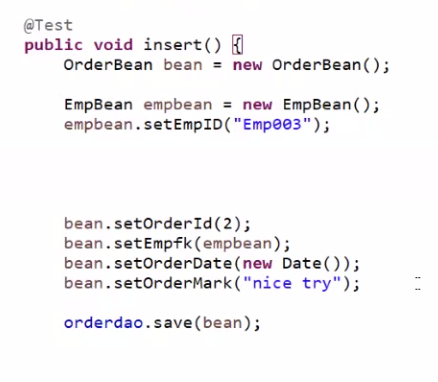 @Test
public void insert() {
OrderBean bean = new OrderBean();
EmpBean empbean = new EmpBean();
empbean.setEmpID("Emp003");
bean.setOrderId(2);
bean.setEmpfk(empbean);
bean.setOrderDate(new Date());
bean.setOrderMark("nice try");
orderdao.save(bean);